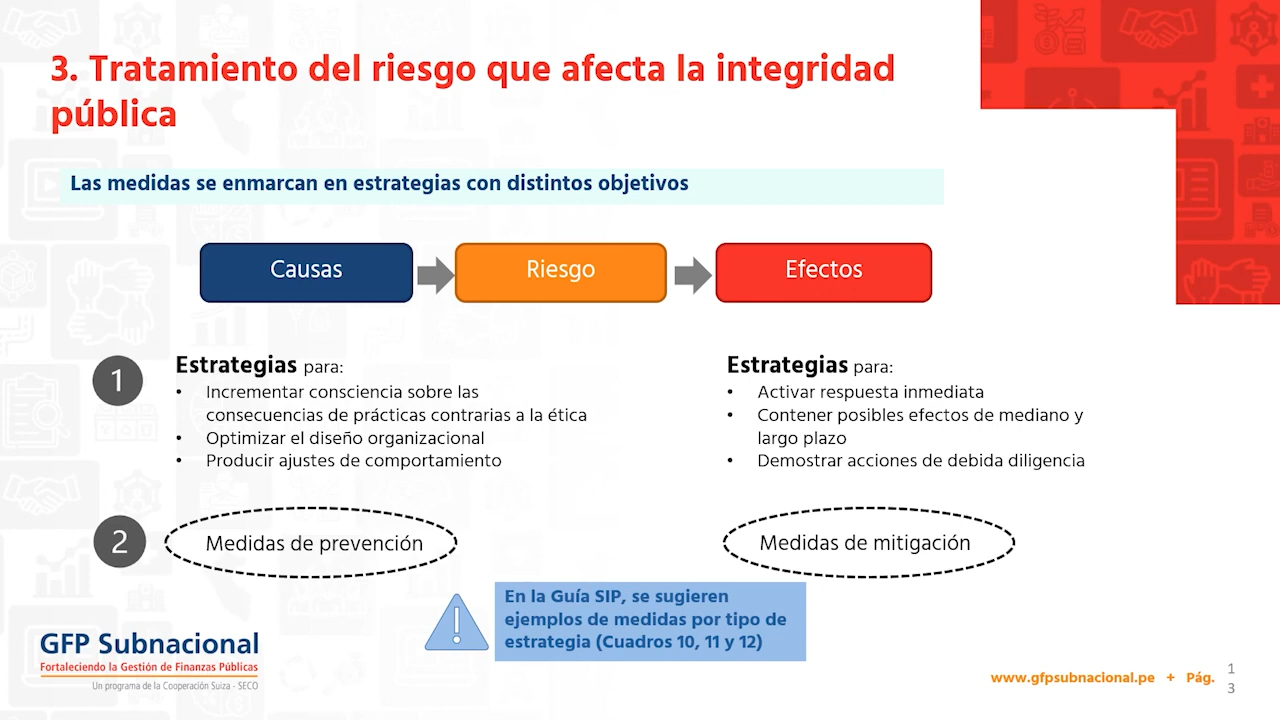 3. Tratamiento del riesgo que afecta la integridad
pública
Las medidas se enmarcan en estrategias con distintos objetivos
Causas
Riesgo
Efectos
1
Estrategias para:
• Incrementar consciencia sobre las
consecuencias de prácticas contrarias a la ética
• Optimizar el diseño organizacional
• Producir ajustes de comportamiento
Estrategias para:
• Activar respuesta inmediata
• Contener posibles efectos de mediano y
largo plazo
• Demostrar acciones de debida diligencia
2
Medidas de prevención
Medidas de mitigación
En la Guía SIP, se sugieren
ejemplos de medidas por tipo de
estrategia (Cuadros 10, 11 y 12)
GFP Subnacional
Fortaleciendo la Gestión de Finanzas Públicas
Un programa de la Cooperación Suiza - SECO
www.gfpsubnacional.pe + Pág.
1
3